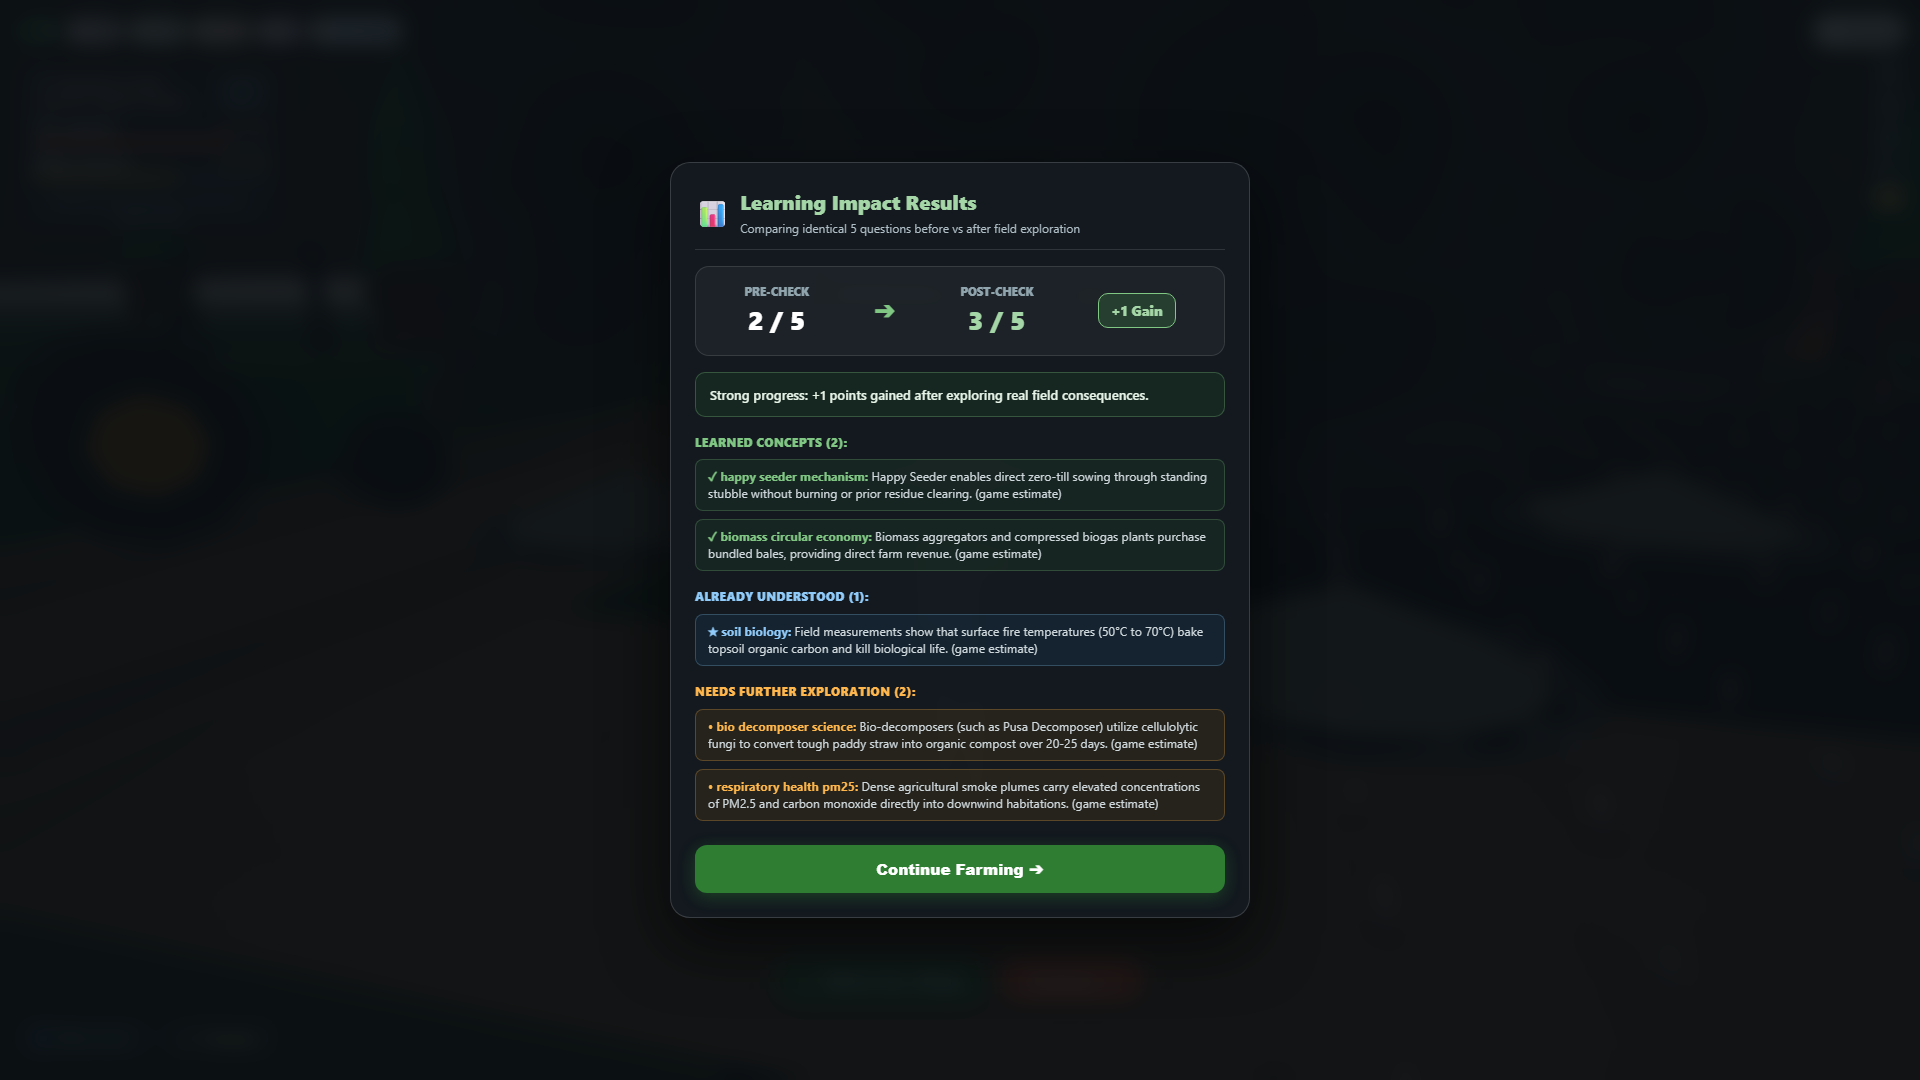 Learning Impact Results
Comparing identical 5 questions before vs after field exploration
PRE-CHECK
2 / 5
➔
POST-CHECK
3 / 5
+1 Gain
Strong progress: +1 points gained after exploring real field consequences.
LEARNED CONCEPTS (2):
✓ happy seeder mechanism: Happy Seeder enables direct zero-till sowing through standing
stubble without burning or prior residue clearing. (game estimate)
✓ biomass circular economy: Biomass aggregators and compressed biogas plants purchase
bundled bales, providing direct farm revenue. (game estimate)
ALREADY UNDERSTOOD (1):
★ soil biology: Field measurements show that surface fire temperatures (50°C to 70°C) bake
topsoil organic carbon and kill biological life. (game estimate)
NEEDS FURTHER EXPLORATION (2):
• bio decomposer science: Bio-decomposers (such as Pusa Decomposer) utilize cellulolytic
fungi to convert tough paddy straw into organic compost over 20-25 days. (game estimate)
• respiratory health pm25: Dense agricultural smoke plumes carry elevated concentrations
of PM2.5 and carbon monoxide directly into downwind habitations. (game estimate)
Continue Farming ➔